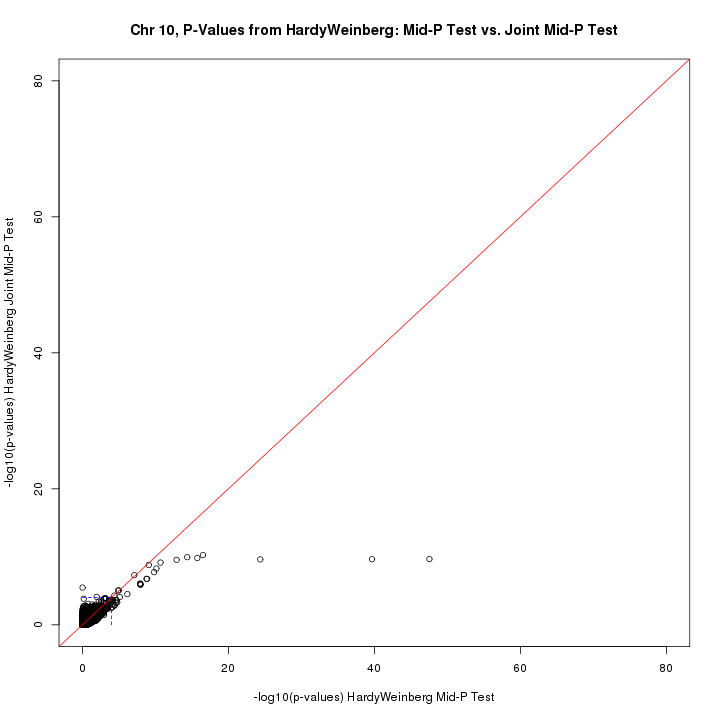 Chr 10, P-Values from HardyWeinberg: Mid-P Test vs. Joint Mid-P Test
-log10(p-values) HardyWeinberg Joint Mid-P Test
80
60
40
20
0
0 20 40 60 80
-log10(p-values) HardyWeinberg Mid-P Test